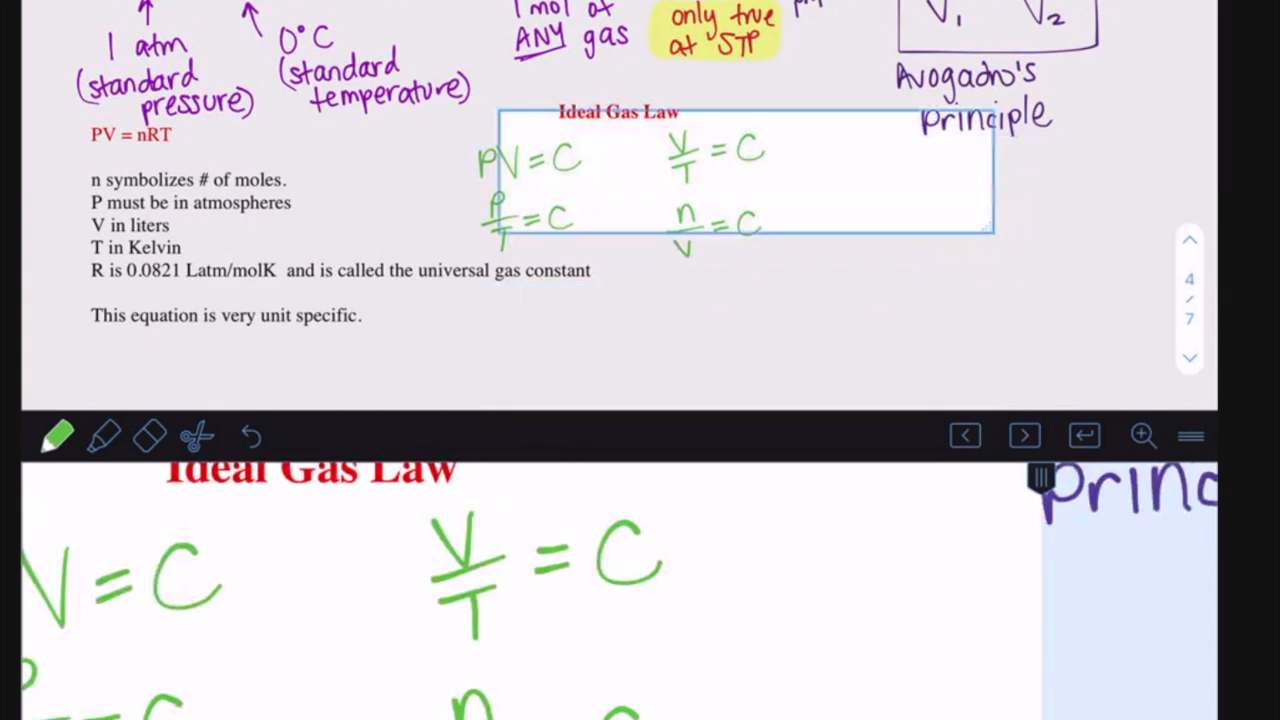 1 mol of
ANY gas
only true
at STP
V₁ V₂
1 atm
(standard
pressure)
0°C
(standard
temperature)
Avogadro's
principle
Ideal Gas Law
PV = nRT
PV = C
V/T = C
P/T = C
n/V = C
n symbolizes # of moles.
P must be in atmospheres
V in liters
T in Kelvin
R is 0.0821 Latm/molK and is called the universal gas constant
This equation is very unit specific.
4
/
7
Ideal Gas Law
princ
V = C
V/T = C